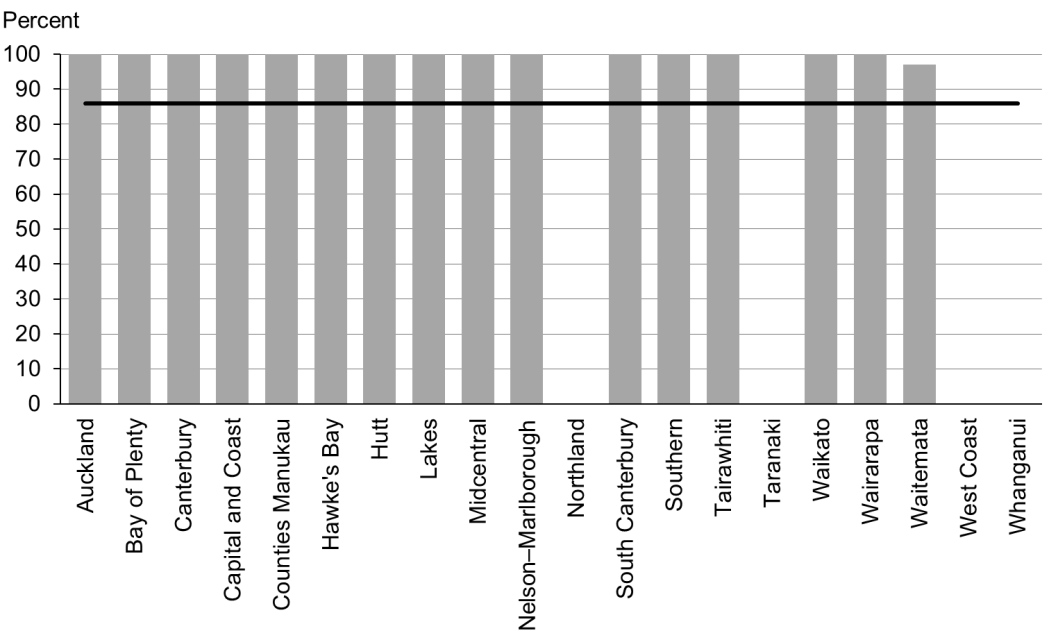 Percent
100
90
80
70
60
50
40
30
20
10
0
Auckland
Bay of Plenty
Canterbury
Capital and Coast
Counties Manukau
Hawke's Bay
Hutt
Lakes
Midcentral
Nelson–Marlborough
Northland
South Canterbury
Southern
Tairawhiti
Taranaki
Waikato
Wairarapa
Waitemata
West Coast
Whanganui